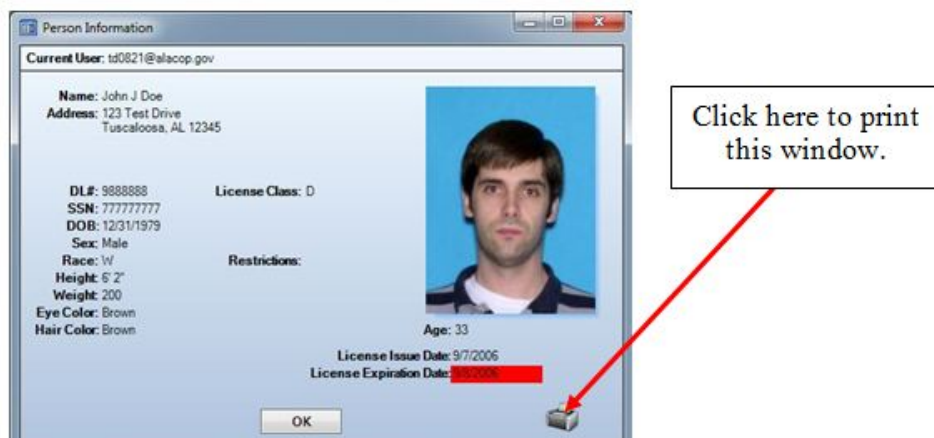 Person Information
Current User: td0821@alacop.gov
Name: John J Doe
Address: 123 Test Drive
Tuscaloosa, AL 12345
DL#: 9888888
License Class: D
SSN: 777777777
DOB: 12/31/1979
Sex: Male
Race: W
Restrictions:
Height: 6' 2"
Weight: 200
Eye Color: Brown
Hair Color: Brown
Age: 33
License Issue Date: 9/7/2006
License Expiration Date: 9/8/2006
OK
Click here to print
this window.